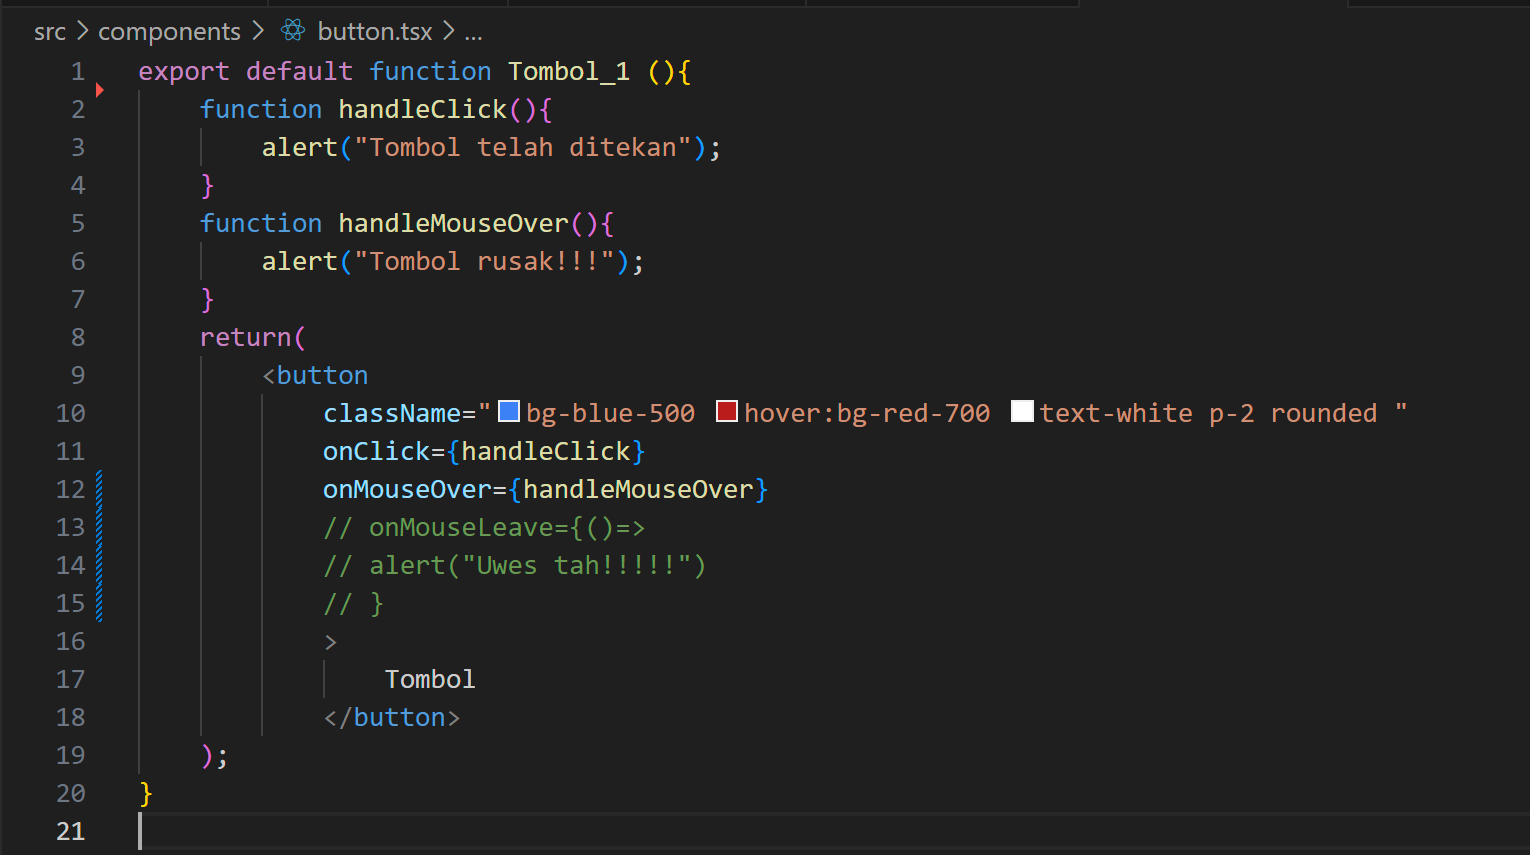 src > components > button.tsx > ...
1 export default function Tombol_1 (){
2     function handleClick(){
3         alert("Tombol telah ditekan");
4     }
5     function handleMouseOver(){
6         alert("Tombol rusak!!!");
7     }
8     return(
9         <button
10             className="bg-blue-500 hover:bg-red-700 text-white p-2 rounded "
11             onClick={handleClick}
12             onMouseOver={handleMouseOver}
13             // onMouseLeave={()=>
14             // alert("Uwes tah!!!!!")
15             // }
16             >
17                 Tombol
18             </button>
19     );
20 }
21